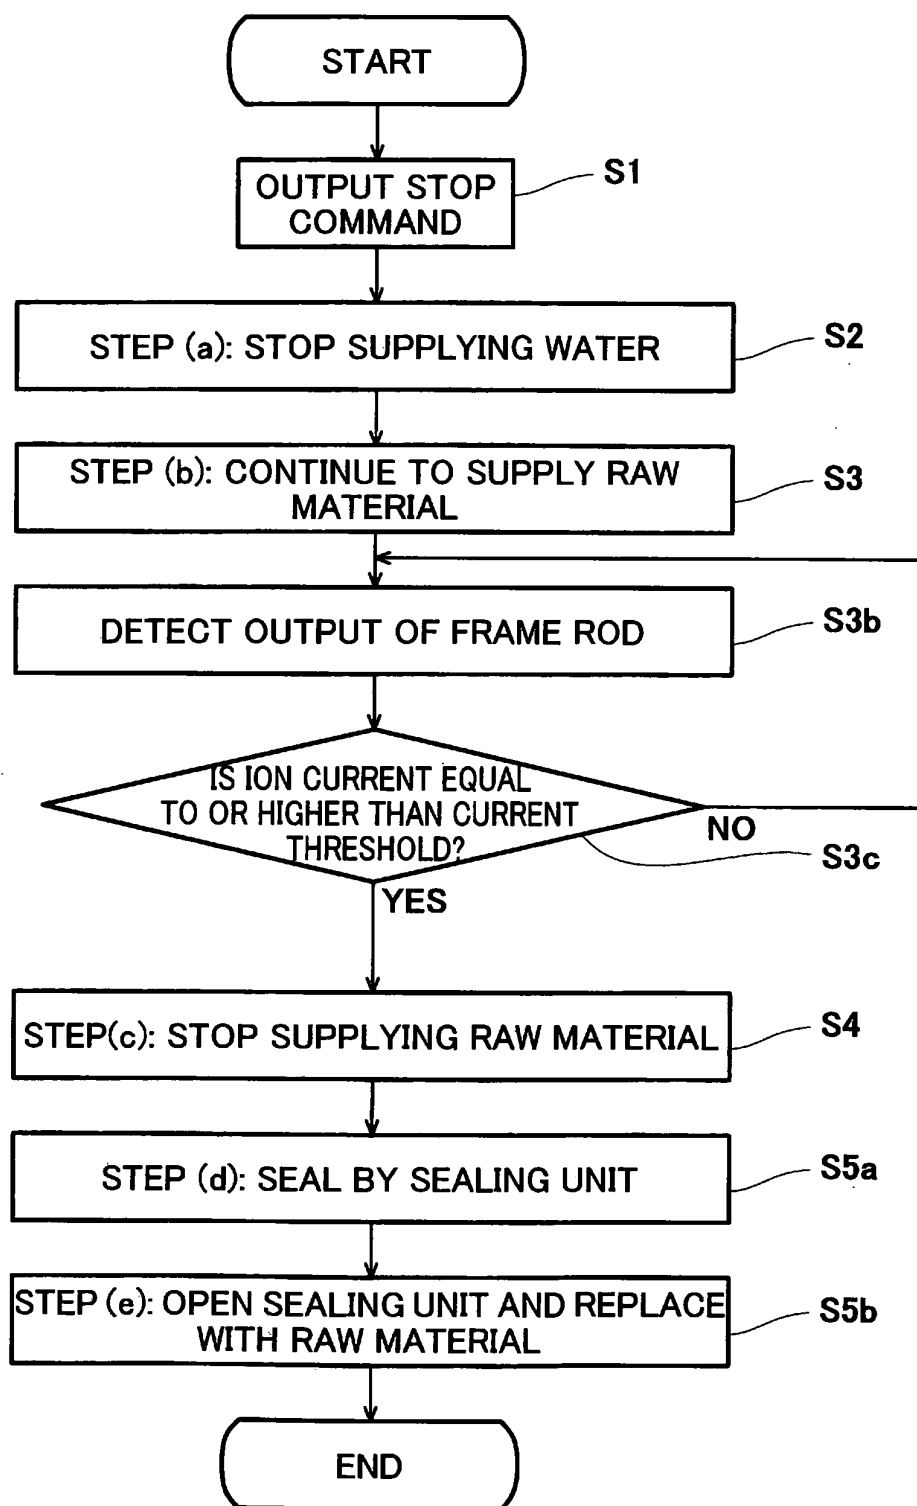 START
S1
OUTPUT STOP
COMMAND
STEP (a): STOP SUPPLYING WATER
S2
STEP (b): CONTINUE TO SUPPLY RAW
MATERIAL
S3
DETECT OUTPUT OF FRAME ROD
S3b
IS ION CURRENT EQUAL
TO OR HIGHER THAN CURRENT
THRESHOLD?
NO
S3c
YES
STEP(c): STOP SUPPLYING RAW MATERIAL
S4
STEP (d): SEAL BY SEALING UNIT
S5a
STEP (e): OPEN SEALING UNIT AND REPLACE
WITH RAW MATERIAL
S5b
END